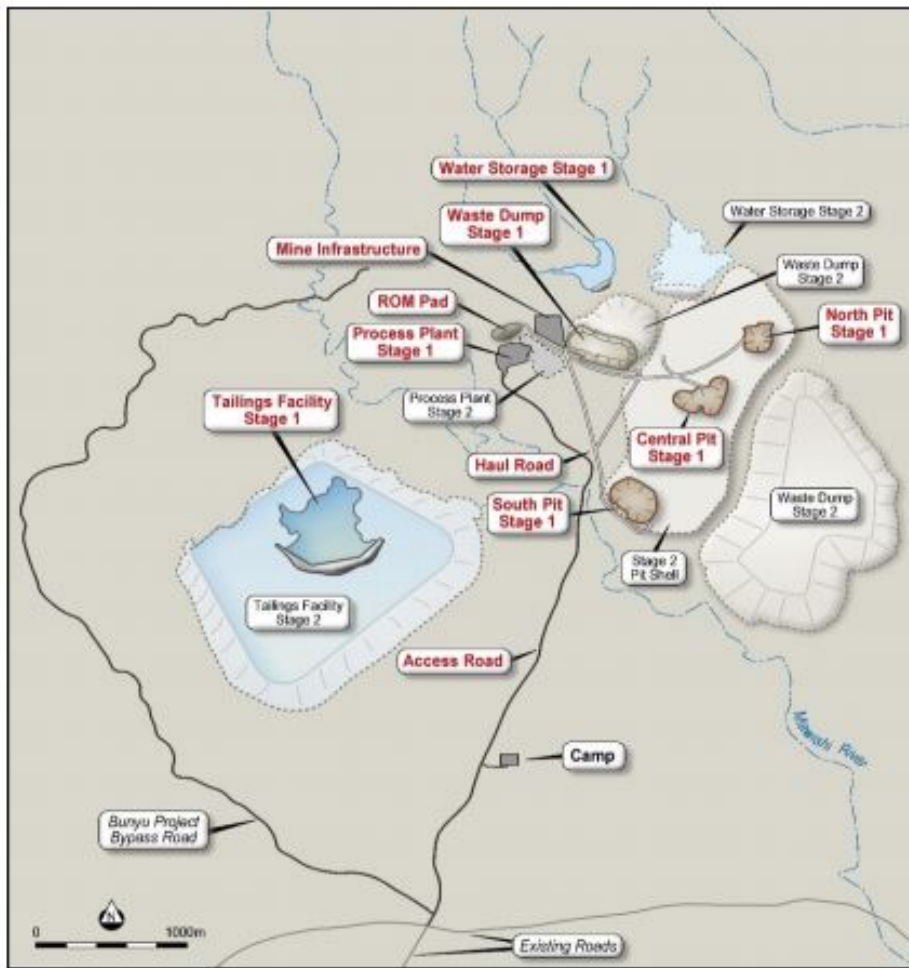 Water Storage Stage 1
Waste Dump
Stage 1
Water Storage Stage 2
Mine Infrastructure
Waste Dump
Stage 2
ROM Pad
North Pit
Stage 1
Process Plant
Stage 1
Tailings Facility
Stage 1
Process Plant
Stage 2
Central Pit
Stage 1
Haul Road
South Pit
Stage 1
Waste Dump
Stage 2
Stage 2
Pit Shell
Tailings Facility
Stage 2
Access Road
River
Camp
Bunyu Project
Bypass Road
N
0 1000m
Existing Roads